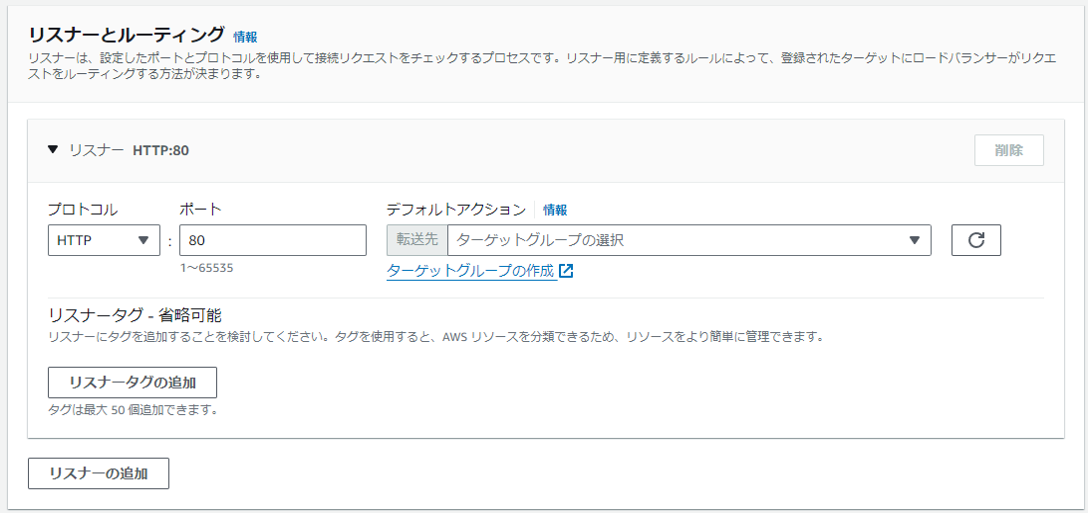 リスナーとルーティング 情報
リスナーは、設定したポートとプロトコルを使用して接続リクエストをチェックするプロセスです。リスナー用に定義するルールによって、登録されたターゲットにロードバランサーがリクエ
ストをルーティングする方法が決まります。
リスナー HTTP:80
削除
プロトコル ポート デフォルトアクション 情報
HTTP : 80 転送先 ターゲットグループの選択
1～65535
ターゲットグループの作成
リスナータグ - 省略可能
リスナーにタグを追加することを検討してください。タグを使用すると、AWS リソースを分類できるため、リソースをより簡単に管理できます。
リスナータグの追加
タグは最大 50 個追加できます。
リスナーの追加